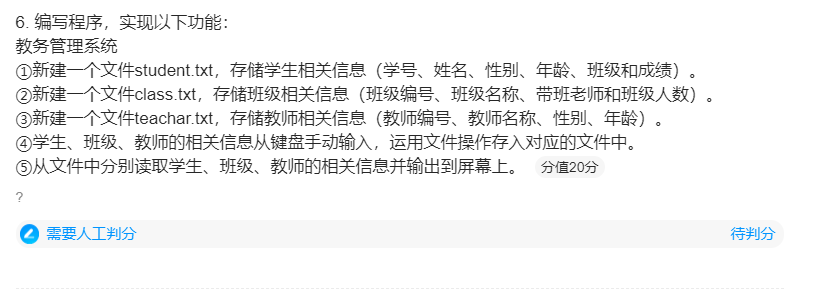 6. 编写程序，实现以下功能：
教务管理系统
①新建一个文件student.txt，存储学生相关信息（学号、姓名、性别、年龄、班级和成绩）。
②新建一个文件class.txt，存储班级相关信息（班级编号、班级名称、带班老师和班级人数）。
③新建一个文件teachar.txt，存储教师相关信息（教师编号、教师名称、性别、年龄）。
④学生、班级、教师的相关信息从键盘手动输入，运用文件操作存入对应的文件中。
⑤从文件中分别读取学生、班级、教师的相关信息并输出到屏幕上。 分值20分
?
需要人工判分 待判分